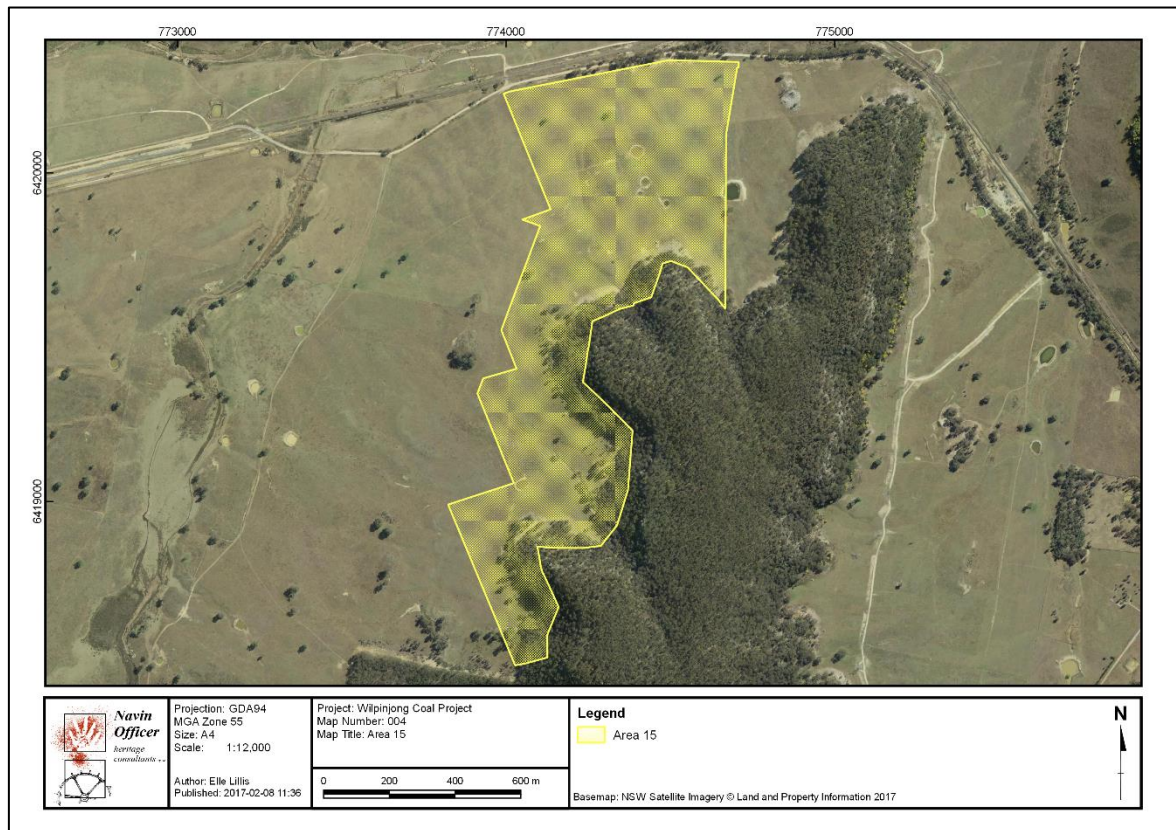 773000
774000
775000
6420000
6419000
Navin
Officer
heritage
consultants
Projection: GDA94
MGA Zone 55
Size: A4
Scale: 1:12,000
Author: Elle Lillis
Published: 2017-02-08 11:36
Project: Wilpinjong Coal Project
Map Number: 004
Map Title: Area 15
0 200 400 600 m
Legend
Area 15
Basemap: NSW Satellite Imagery © Land and Property Information 2017
N